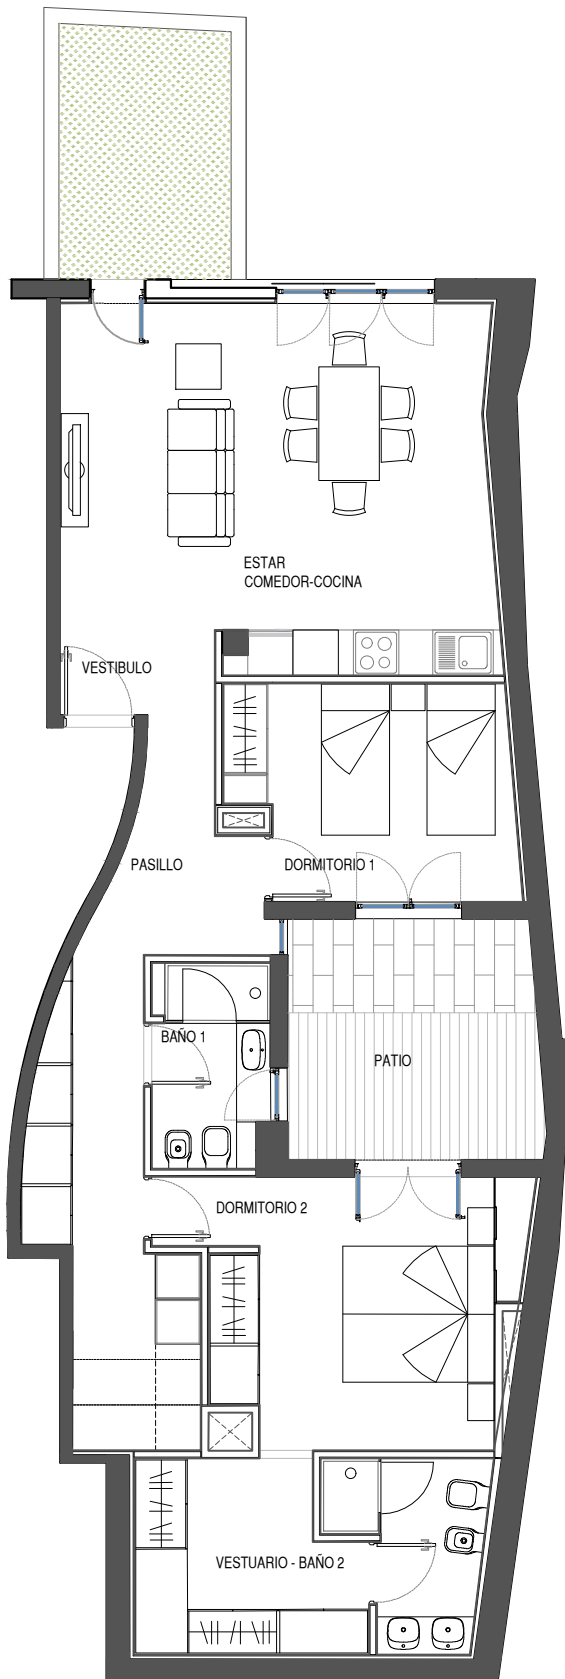 ESTAR
COMEDOR-COCINA
VESTIBULO
PASILLO
DORMITORIO 1
BAÑO 1
PATIO
DORMITORIO 2
VESTUARIO - BAÑO 2